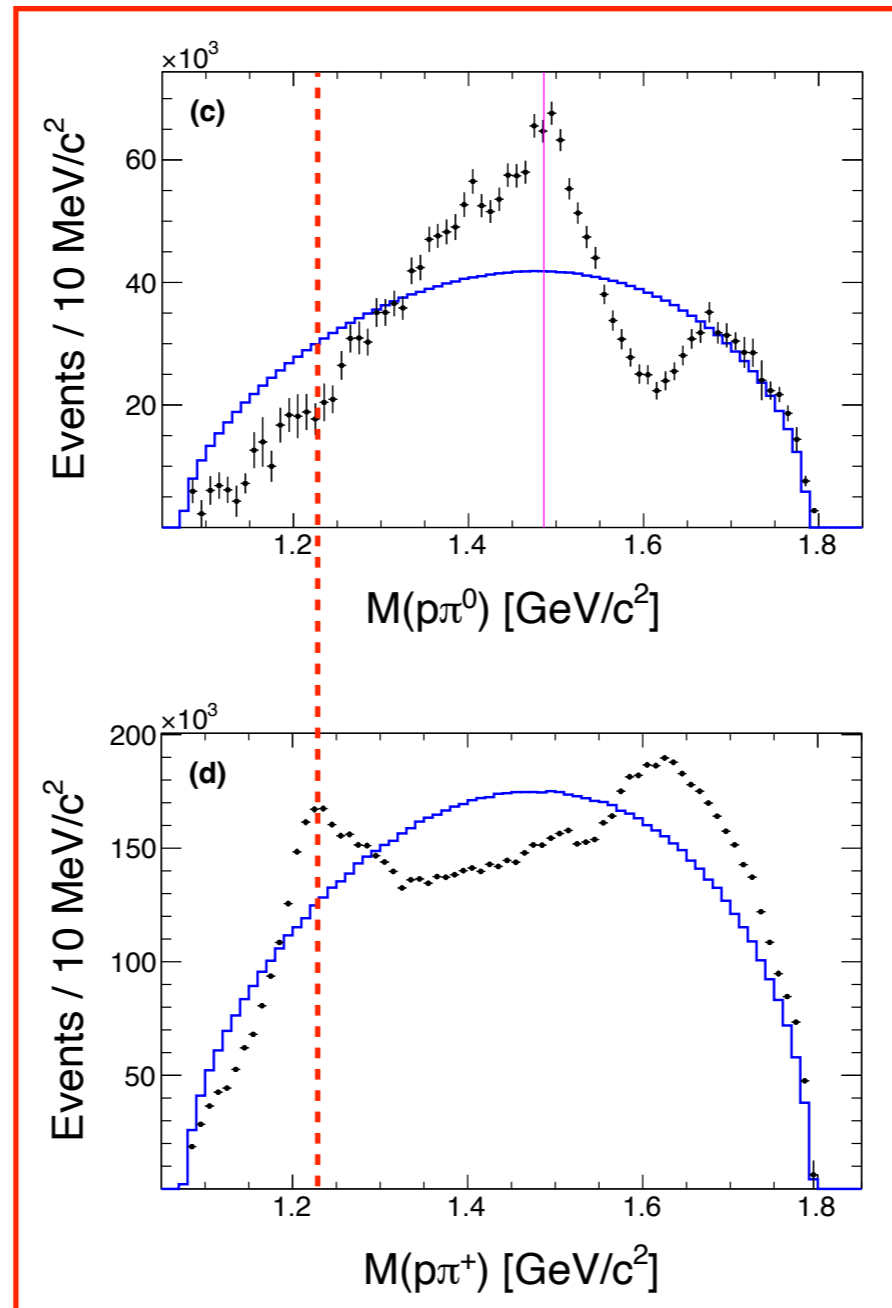 ×10³
(c)
60
40
20
Events / 10 MeV/c²
1.2 1.4 1.6 1.8
M(pπ⁰) [GeV/c²]
×10³
200
(d)
150
100
50
Events / 10 MeV/c²
1.2 1.4 1.6 1.8
M(pπ⁺) [GeV/c²]